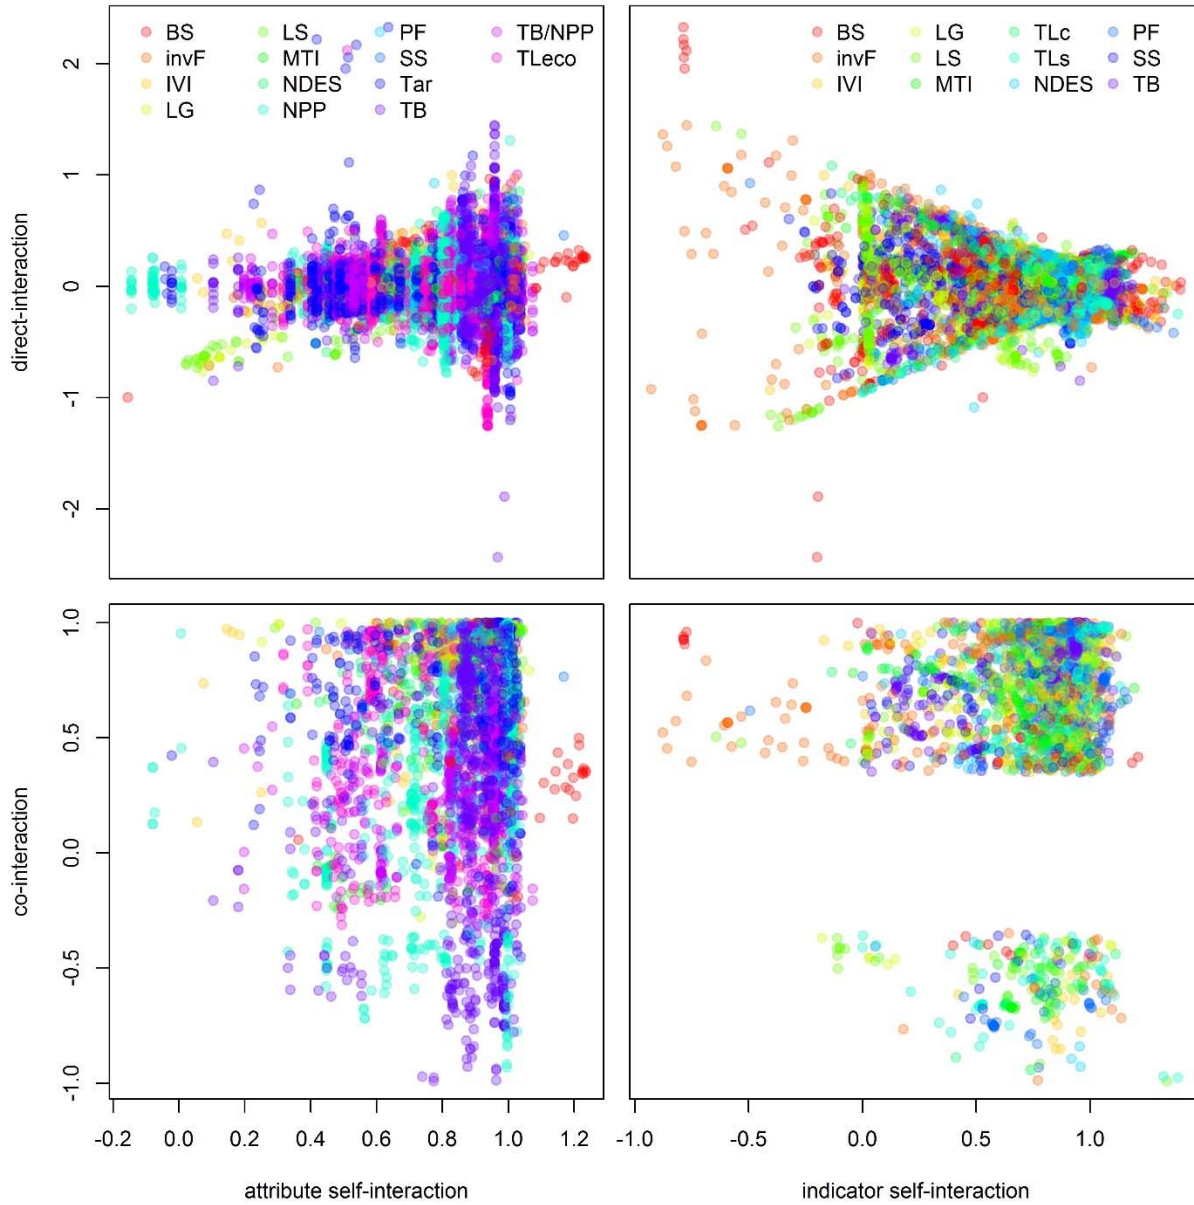 BS LS PF TB/NPP
invF MTI SS TLeco
IVI NDES Tar
LG NPP TB
BS LG TLc PF
invF LS TLs SS
IVI MTI NDES TB
direct-interaction
2
1
0
-1
-2
co-interaction
1.0
0.5
0.0
-0.5
-1.0
-0.2 0.0 0.2 0.4 0.6 0.8 1.0 1.2
-1.0 -0.5 0.0 0.5 1.0
attribute self-interaction
indicator self-interaction